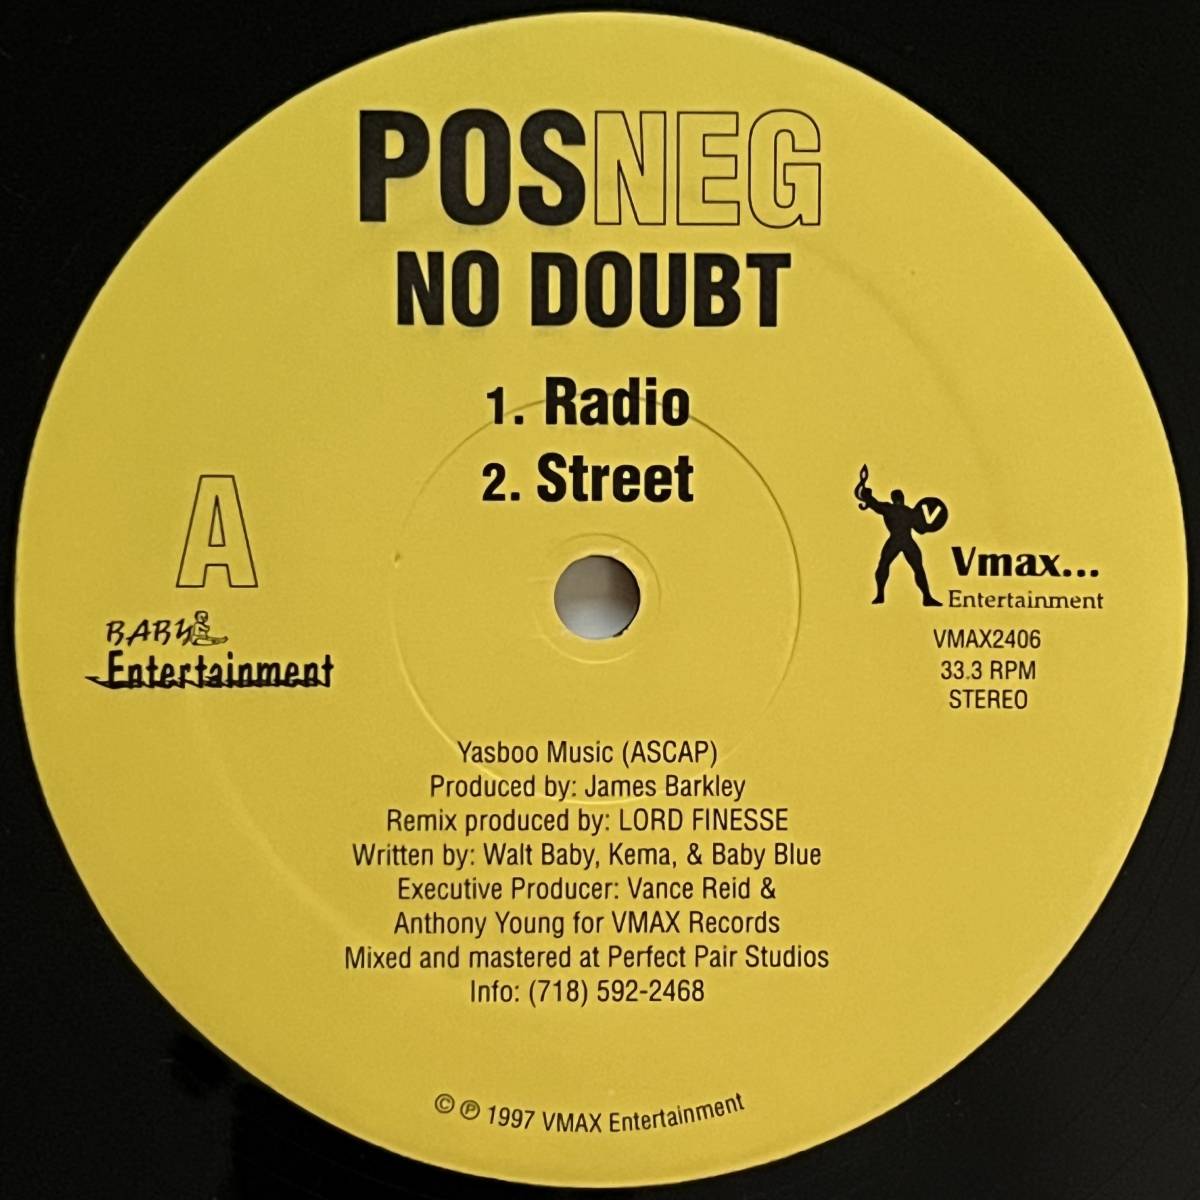 POSNEG
NO DOUBT
1. Radio
2. Street
A
BABY
Entertainment
V
Vmax...
Entertainment
VMAX2406
33.3 RPM
STEREO
Yasboo Music (ASCAP)
Produced by: James Barkley
Remix produced by: LORD FINESSE
Written by: Walt Baby, Kema, & Baby Blue
Executive Producer: Vance Reid &
Anthony Young for VMAX Records
Mixed and mastered at Perfect Pair Studios
Info: (718) 592-2468
© ℗ 1997 VMAX Entertainment